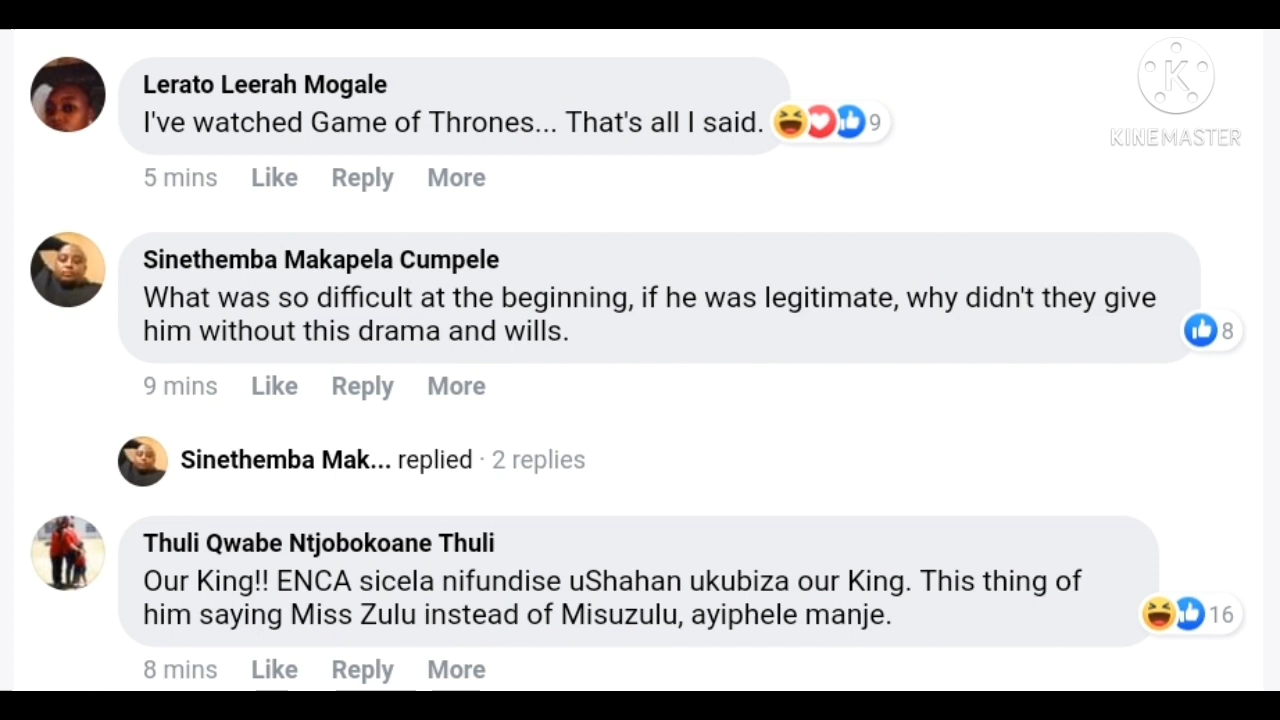 Lerato Leerah Mogale
I've watched Game of Thrones... That's all I said.
9
5 mins Like Reply More
KINEMASTER
Sinethemba Makapela Cumpele
What was so difficult at the beginning, if he was legitimate, why didn't they give
him without this drama and wills.
8
9 mins Like Reply More
Sinethemba Mak... replied · 2 replies
Thuli Qwabe Ntjobokoane Thuli
Our King!! ENCA sicela nifundise uShahan ukubiza our King. This thing of
him saying Miss Zulu instead of Misuzulu, ayiphele manje.
16
8 mins Like Reply More